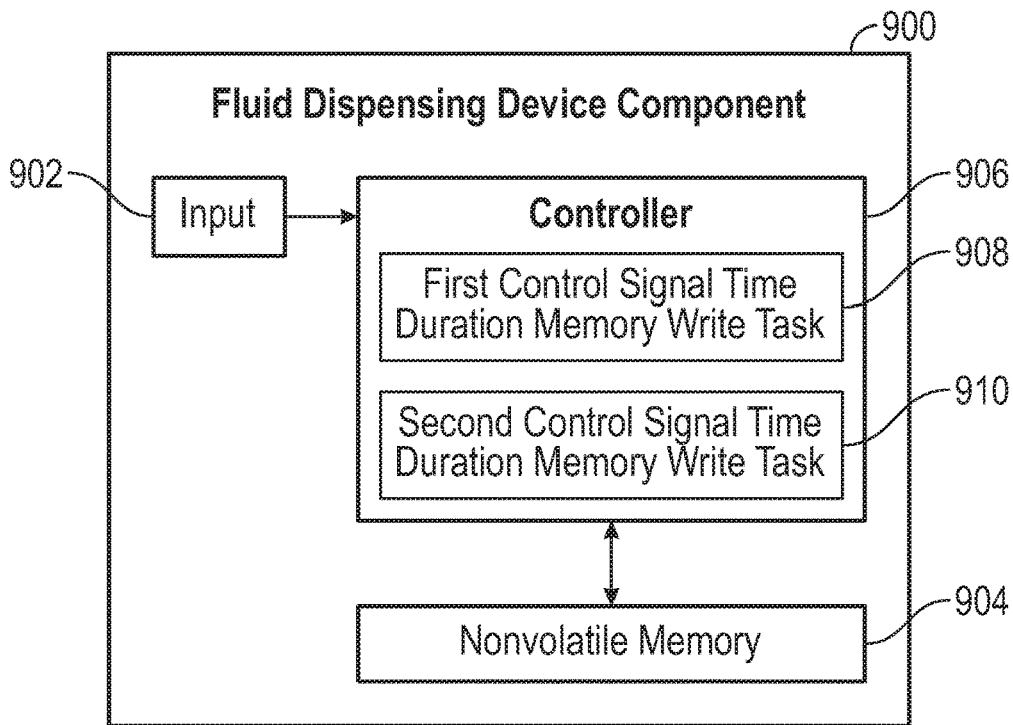 900
Fluid Dispensing Device Component
902
Input
Controller
906
First Control Signal Time
Duration Memory Write Task
908
Second Control Signal Time
Duration Memory Write Task
910
Nonvolatile Memory
904